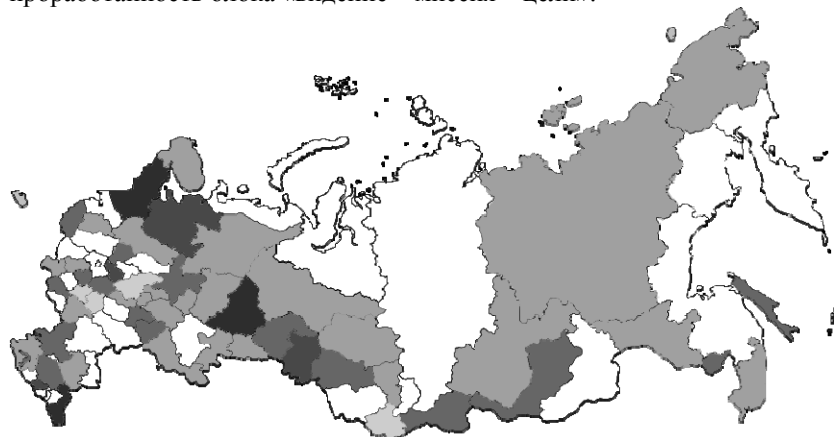 проработанность блока «видение – миссия – цели».